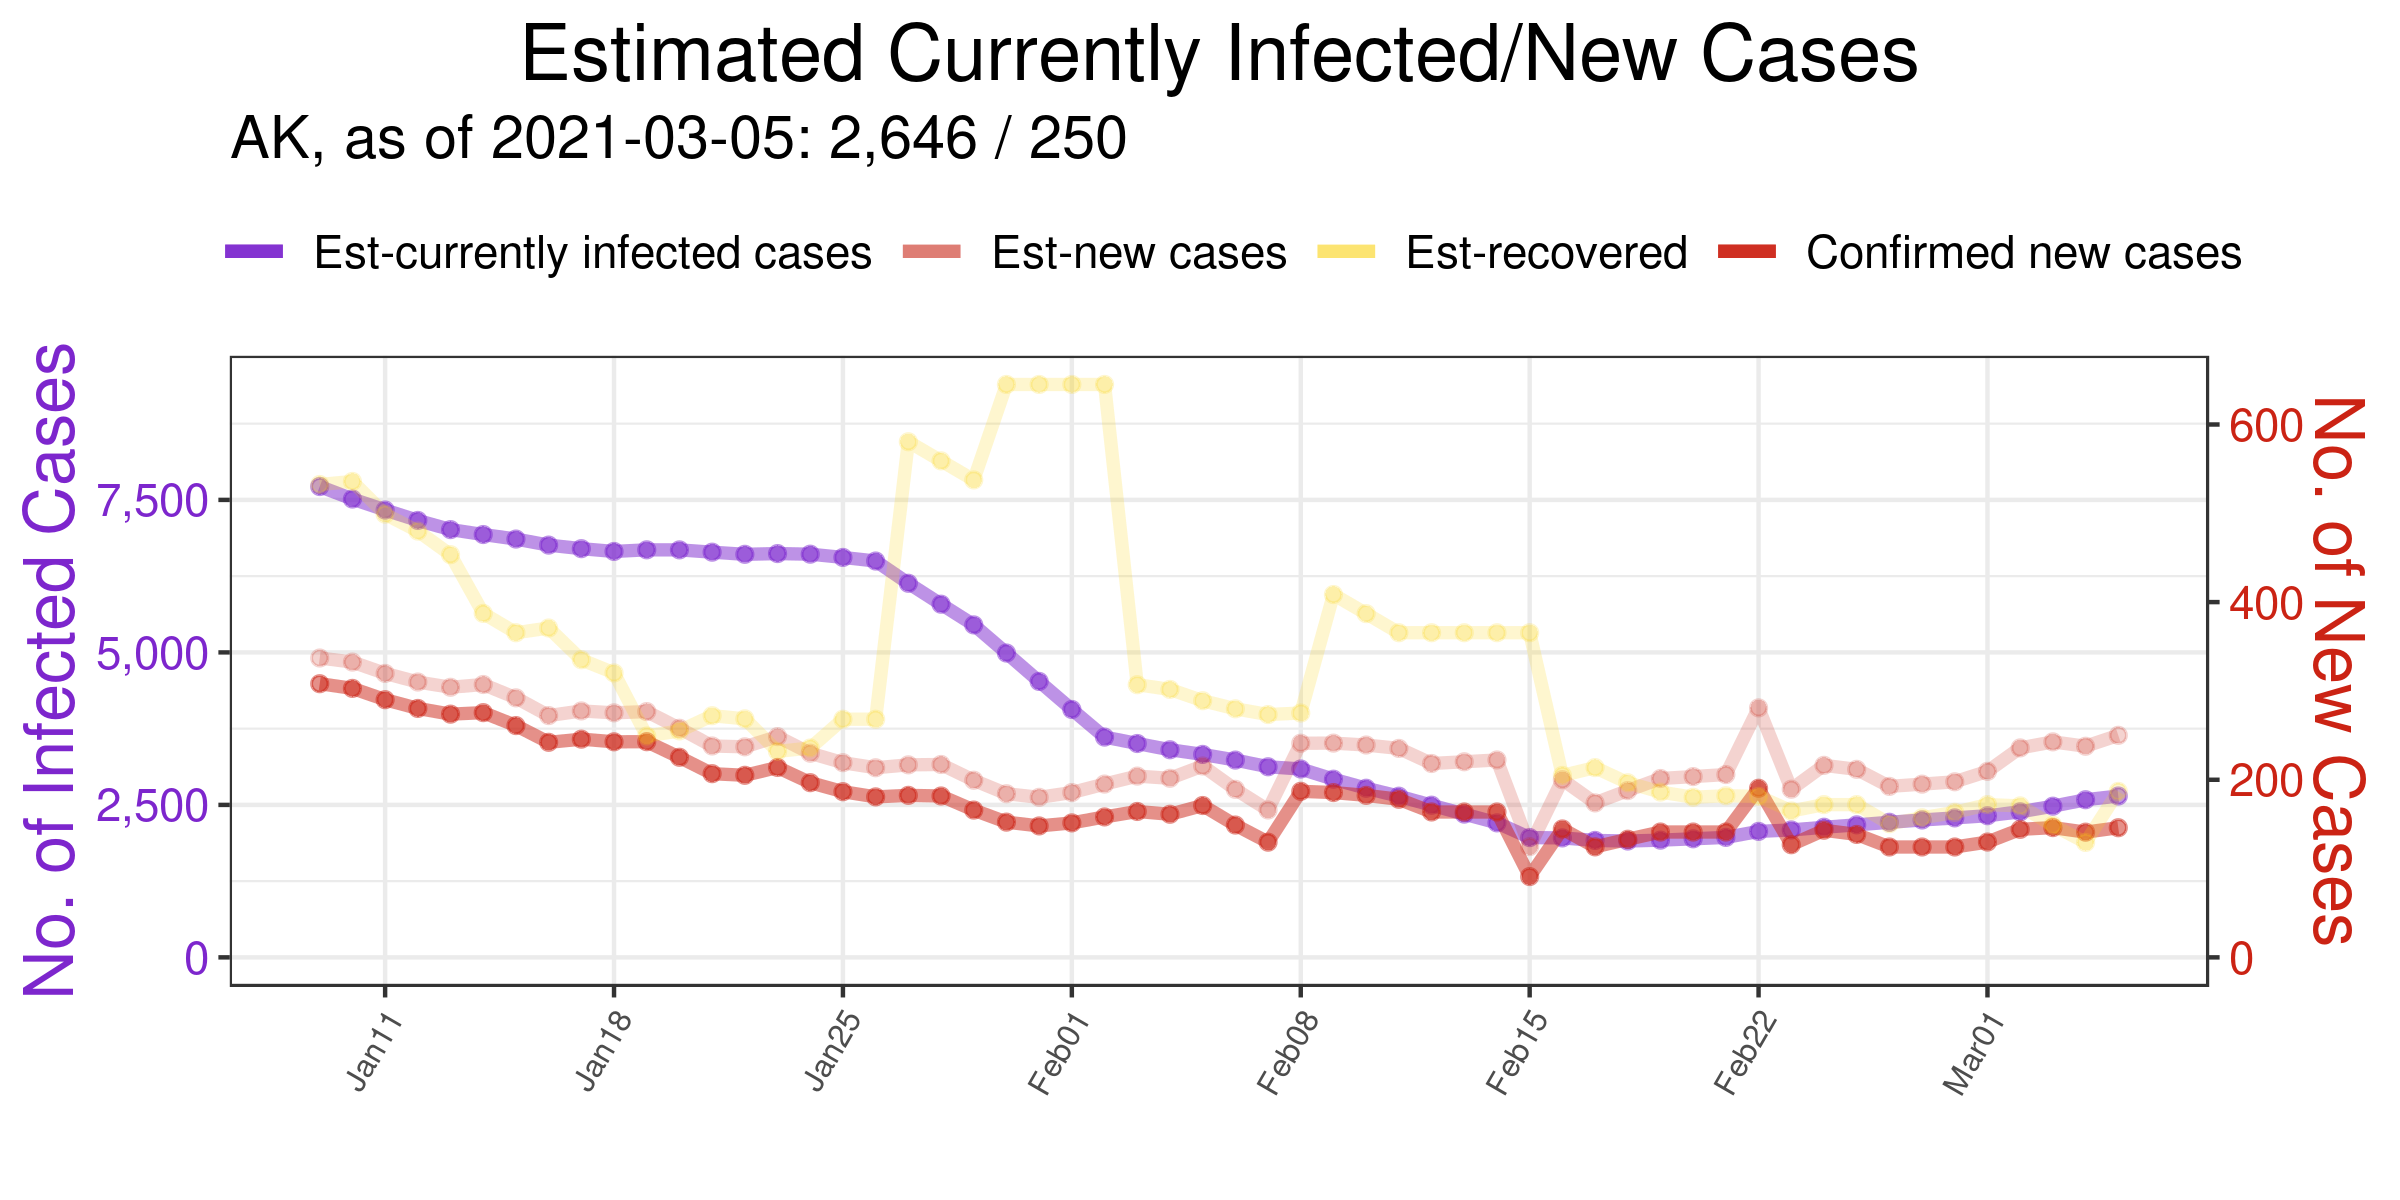 Estimated Currently Infected/New Cases
AK, as of 2021-03-05: 2,646 / 250
Est-currently infected cases Est-new cases Est-recovered Confirmed new cases
No. of Infected Cases
7,500
5,000
2,500
0
600
400
200
0
No. of New Cases
Jan11 Jan18 Jan25 Feb01 Feb08 Feb15 Feb22 Mar01